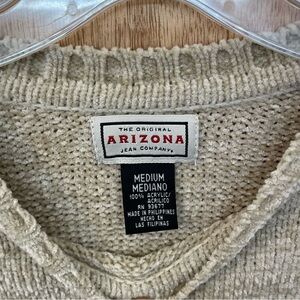 THE ORIGINAL
ARIZONA
JEAN COMPANY®
MEDIUM
MEDIANO
100% ACRYLIC/
ACRILICO
RN 93677
MADE IN PHILIPPINES
HECHO EN
LAS FILIPINAS